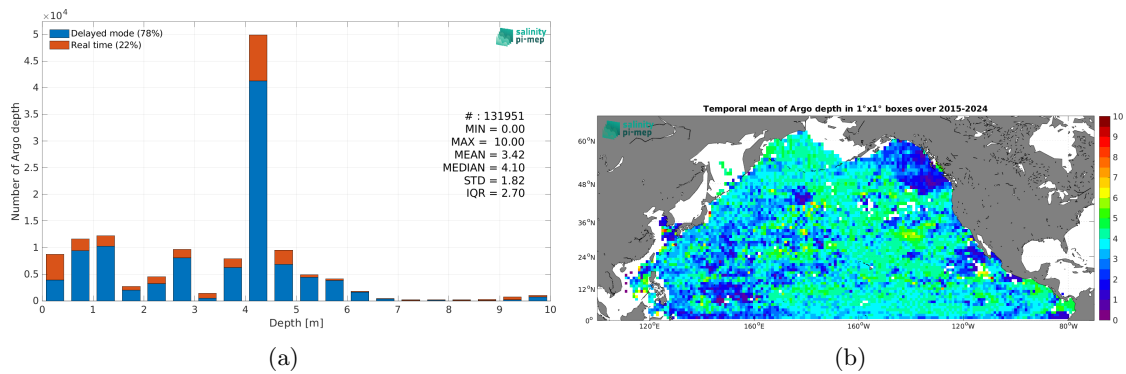 ×10⁴
Delayed mode (78%)
Real time (22%)
salinity
pi-mep
5
4.5
4
3.5
3
2.5
2
1.5
1
0.5
0
Number of Argo depth
# : 131951
MIN = 0.00
MAX = 10.00
MEAN = 3.42
MEDIAN = 4.10
STD = 1.82
IQR = 2.70
0 1 2 3 4 5 6 7 8 9 10
Depth [m]
(a)
Temporal mean of Argo depth in 1°x1° boxes over 2015-2024
salinity
pi-mep
60°N
48°N
36°N
24°N
12°N
0°
120°E 160°E 160°W 120°W 80°W
10
9
8
7
6
5
4
3
2
1
0
(b)